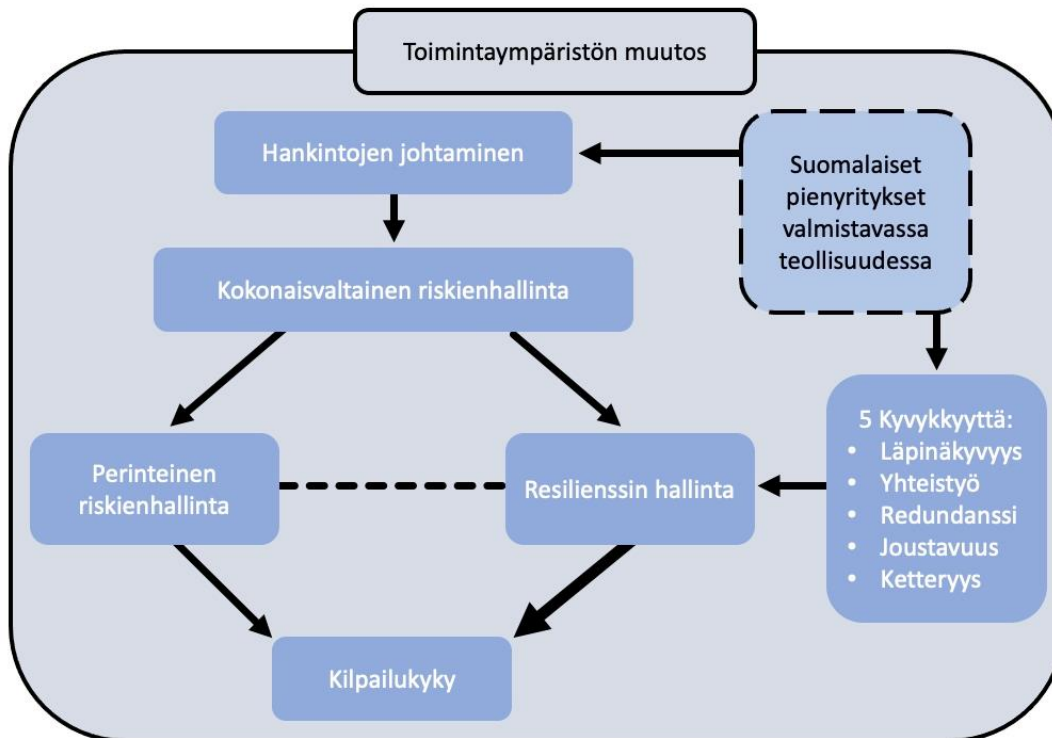 Toimintaympäristön muutos
Hankintojen johtaminen
Suomalaiset
pienyritykset
valmistavassa
teollisuudessa
Kokonaisvaltainen riskienhallinta
Perinteinen
riskienhallinta
Resilienssin hallinta
5 Kyvykkyyttä:
• Läpinäkyvyys
• Yhteistyö
• Redundanssi
• Joustavuus
• Ketteryys
Kilpailukyky